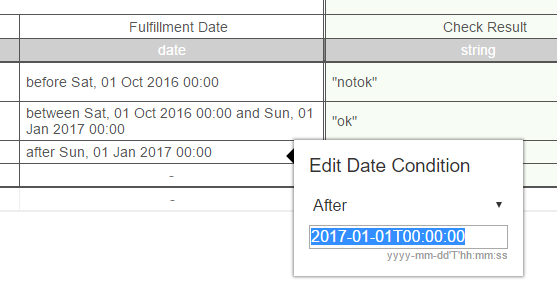 Fulfillment Date
Check Result
date
string
before Sat, 01 Oct 2016 00:00
"notok"
between Sat, 01 Oct 2016 00:00 and Sun, 01
Jan 2017 00:00
"ok"
after Sun, 01 Jan 2017 00:00
-
-
Edit Date Condition
After
2017-01-01T00:00:00
yyyy-mm-dd'T'hh:mm:ss